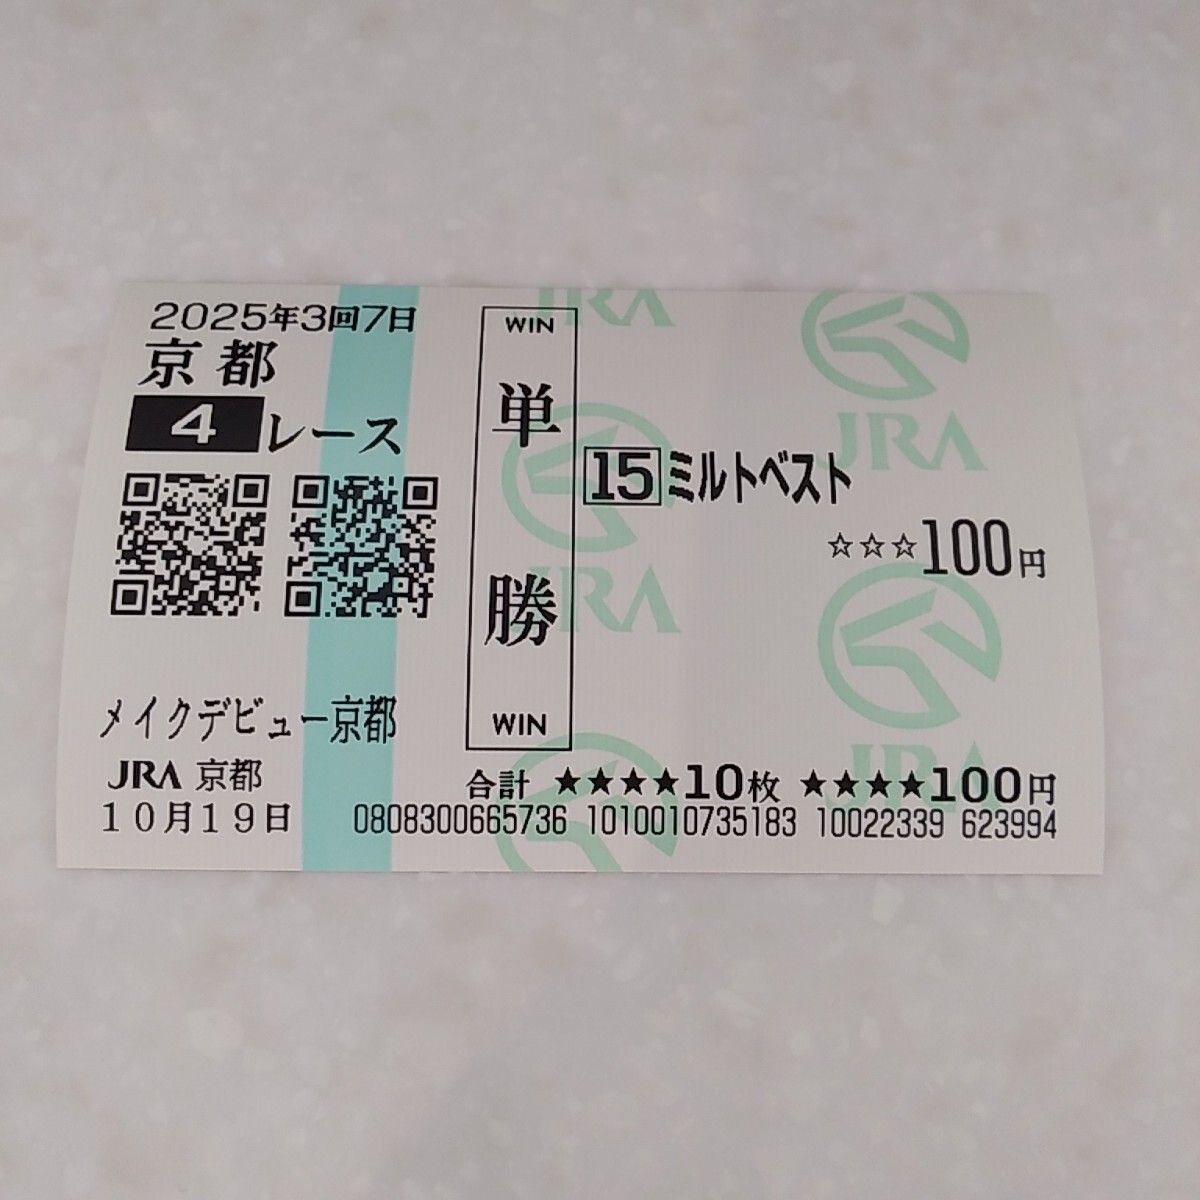 2025年3回7日
京都
4レース
メイクデビュー京都
JRA 京都
10月19日
WIN
単勝
WIN
15 ミルトベスト
☆☆☆100円
合計 ★★★★10枚 ★★★★100円
0808300665736 1010010735183 10022339 623994
JRA
JRA
JRA
JRA